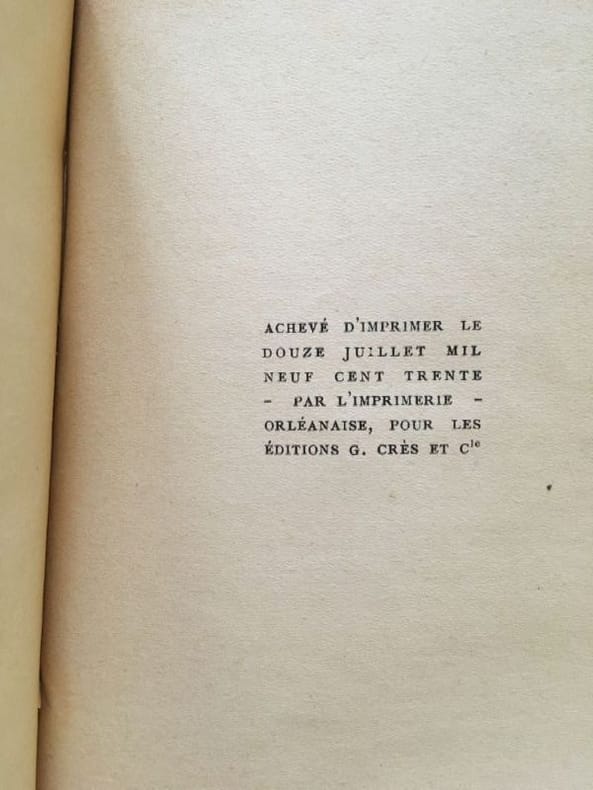 ACHEVÉ D'IMPRIMER LE
DOUZE JUILLET MIL
NEUF CENT TRENTE
- PAR L'IMPRIMERIE -
ORLÉANAISE, POUR LES
ÉDITIONS G. CRÈS ET Cie